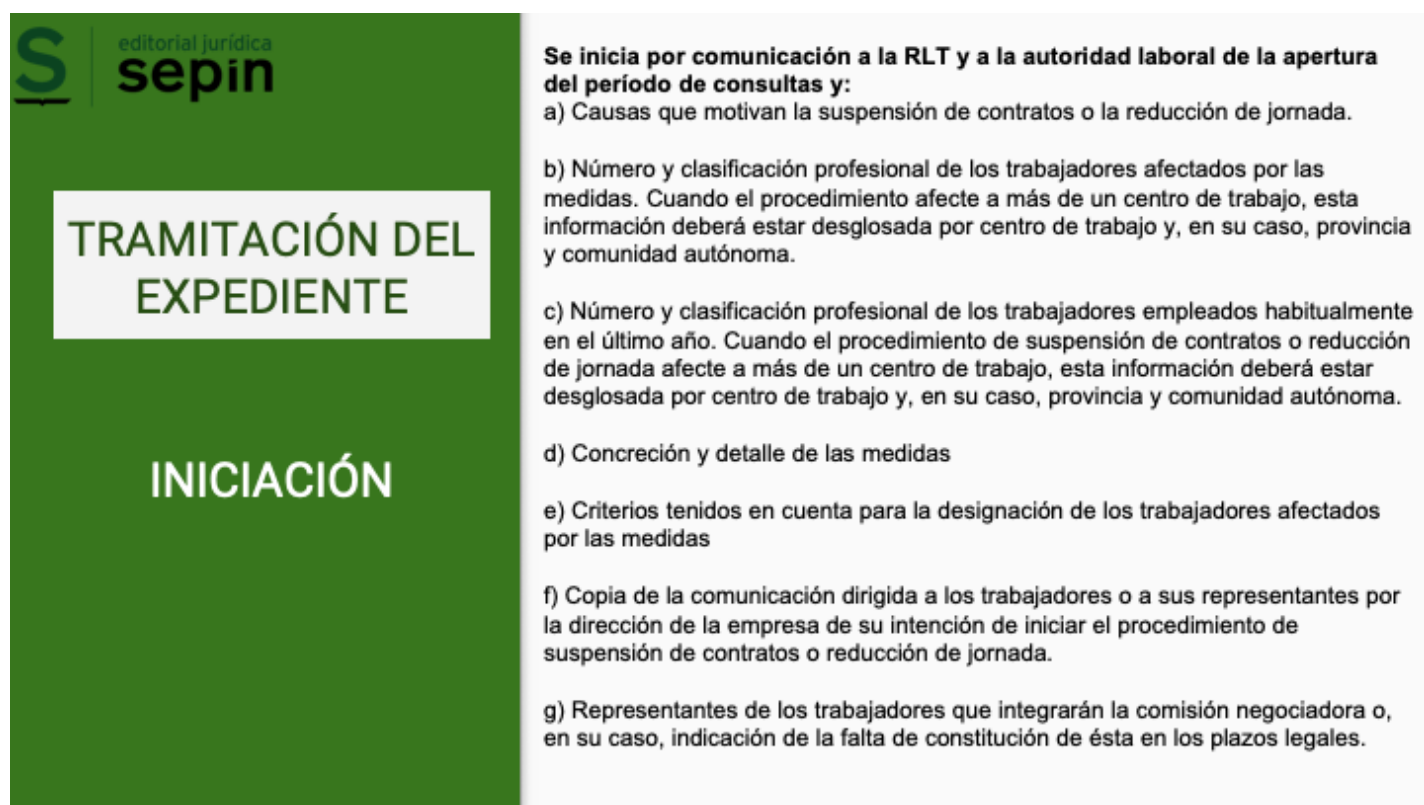 editorial jurídica
sepín
TRAMITACIÓN DEL
EXPEDIENTE
INICIACIÓN
Se inicia por comunicación a la RLT y a la autoridad laboral de la apertura
del período de consultas y:
a) Causas que motivan la suspensión de contratos o la reducción de jornada.
b) Número y clasificación profesional de los trabajadores afectados por las
medidas. Cuando el procedimiento afecte a más de un centro de trabajo, esta
información deberá estar desglosada por centro de trabajo y, en su caso, provincia
y comunidad autónoma.
c) Número y clasificación profesional de los trabajadores empleados habitualmente
en el último año. Cuando el procedimiento de suspensión de contratos o reducción
de jornada afecte a más de un centro de trabajo, esta información deberá estar
desglosada por centro de trabajo y, en su caso, provincia y comunidad autónoma.
d) Concreción y detalle de las medidas
e) Criterios tenidos en cuenta para la designación de los trabajadores afectados
por las medidas
f) Copia de la comunicación dirigida a los trabajadores o a sus representantes por
la dirección de la empresa de su intención de iniciar el procedimiento de
suspensión de contratos o reducción de jornada.
g) Representantes de los trabajadores que integrarán la comisión negociadora o,
en su caso, indicación de la falta de constitución de ésta en los plazos legales.